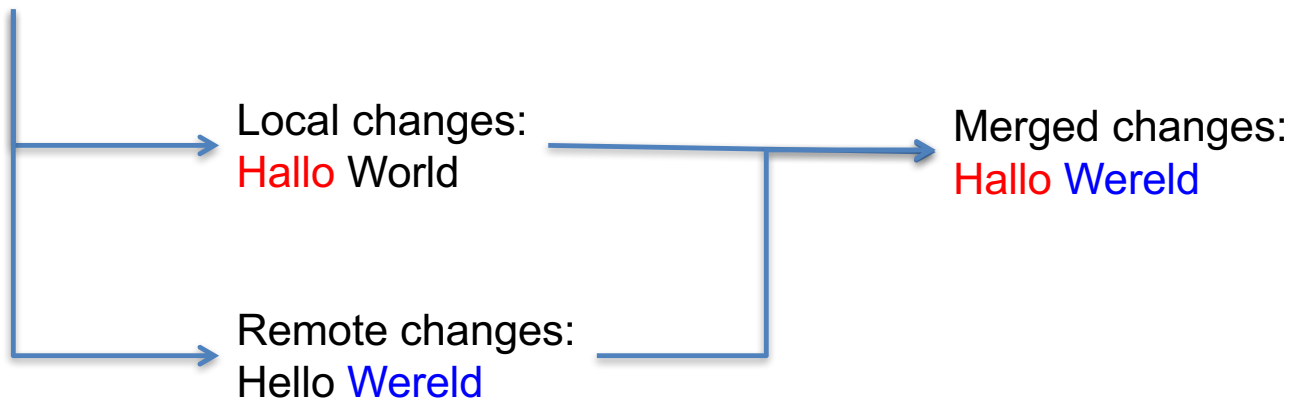 Local changes:
Hallo World
Merged changes:
Hallo Wereld
Remote changes:
Hello Wereld